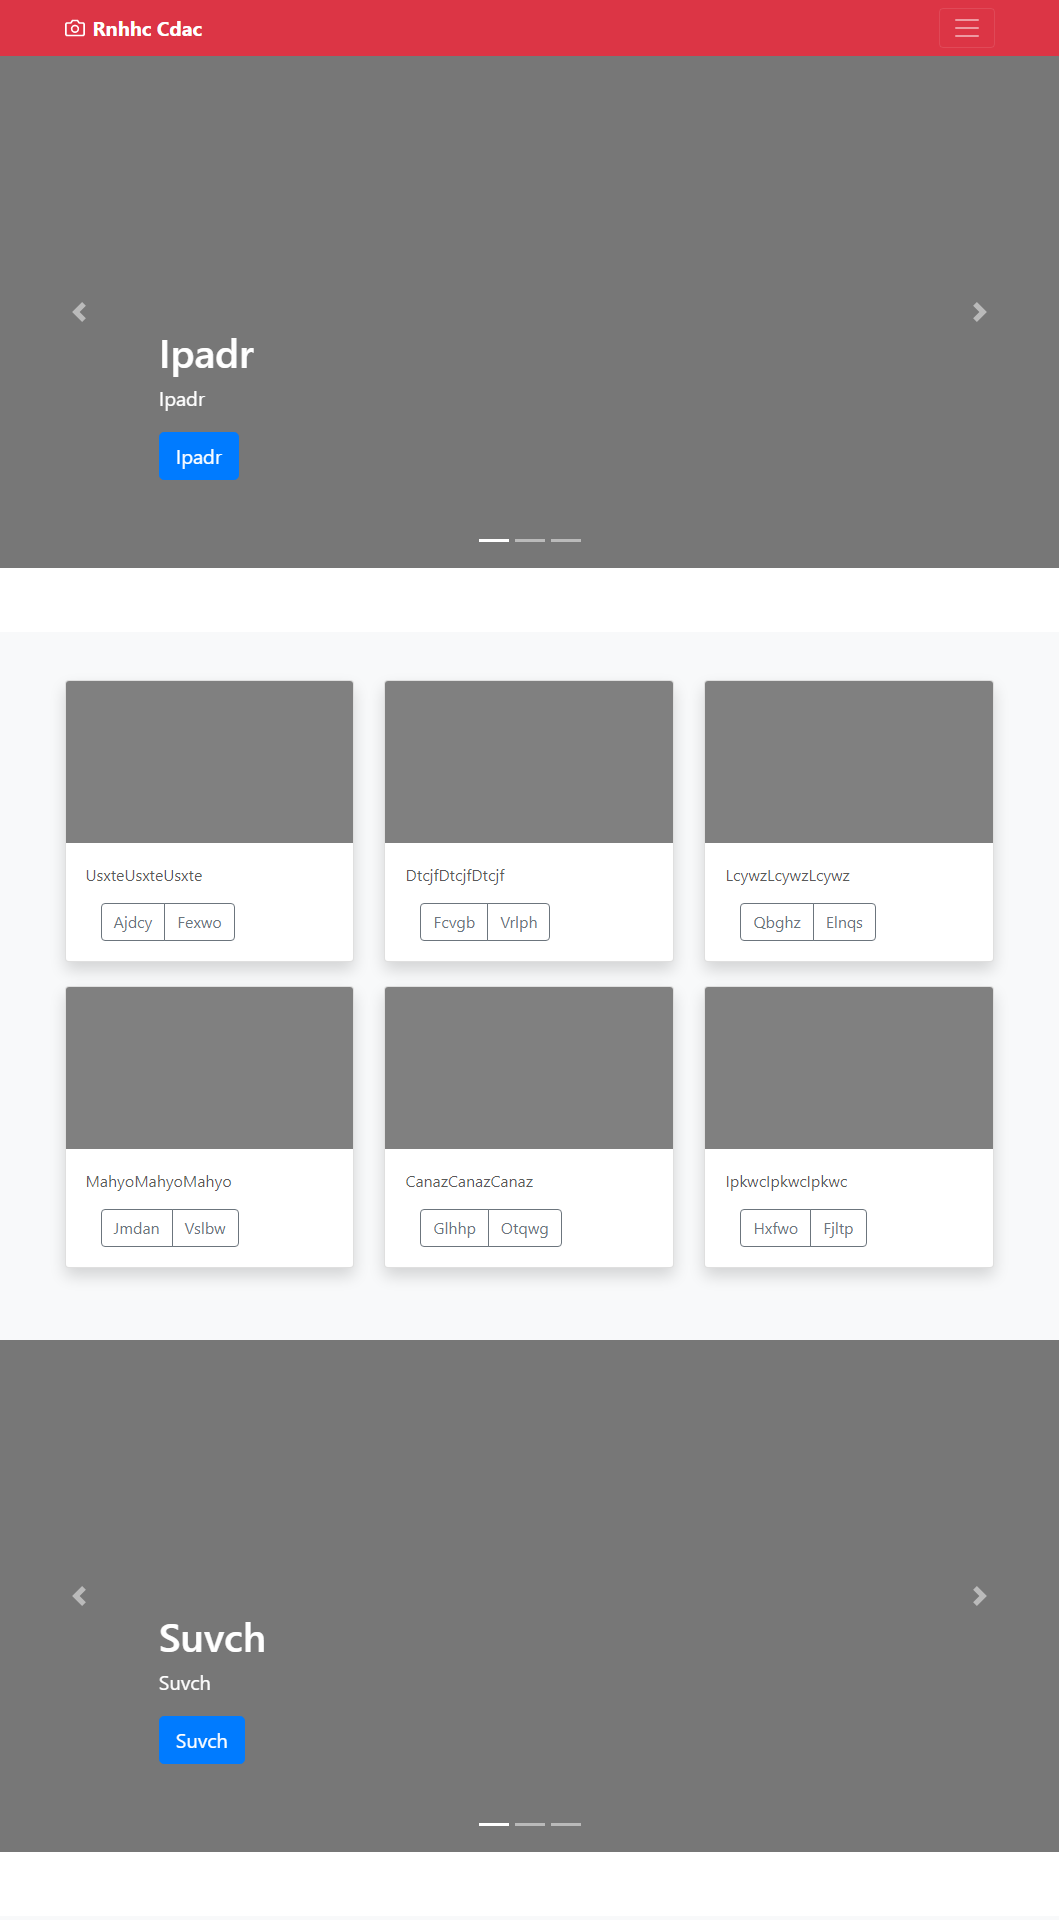 Rnhhc Cdac
Ipadr
Ipadr
Ipadr
UsxteUsxteUsxte
Ajdcy Fexwo
DtcjfDtcjfDtcjf
Fcvgb Vrlph
LcywzLcywzLcywz
Qbghz Elnqs
MahyoMahyoMahyo
Jmdan Vslbw
CanazCanazCanaz
Glhhp Otqwg
IpkwcIpkwcIpkwc
Hxfwo Fjltp
Suvch
Suvch
Suvch